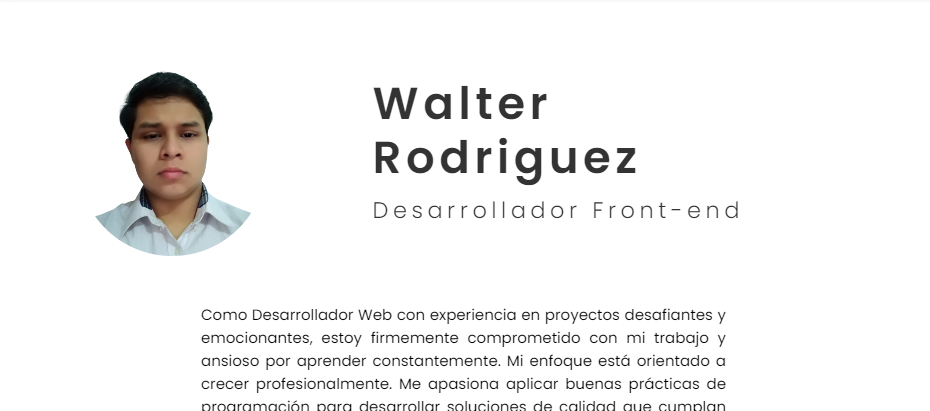 Walter
Rodriguez
Desarrollador Front-end
Como Desarrollador Web con experiencia en proyectos desafiantes y
emocionantes, estoy firmemente comprometido con mi trabajo y
ansioso por aprender constantemente. Mi enfoque está orientado a
crecer profesionalmente. Me apasiona aplicar buenas prácticas de
programación para desarrollar soluciones de calidad que cumplan